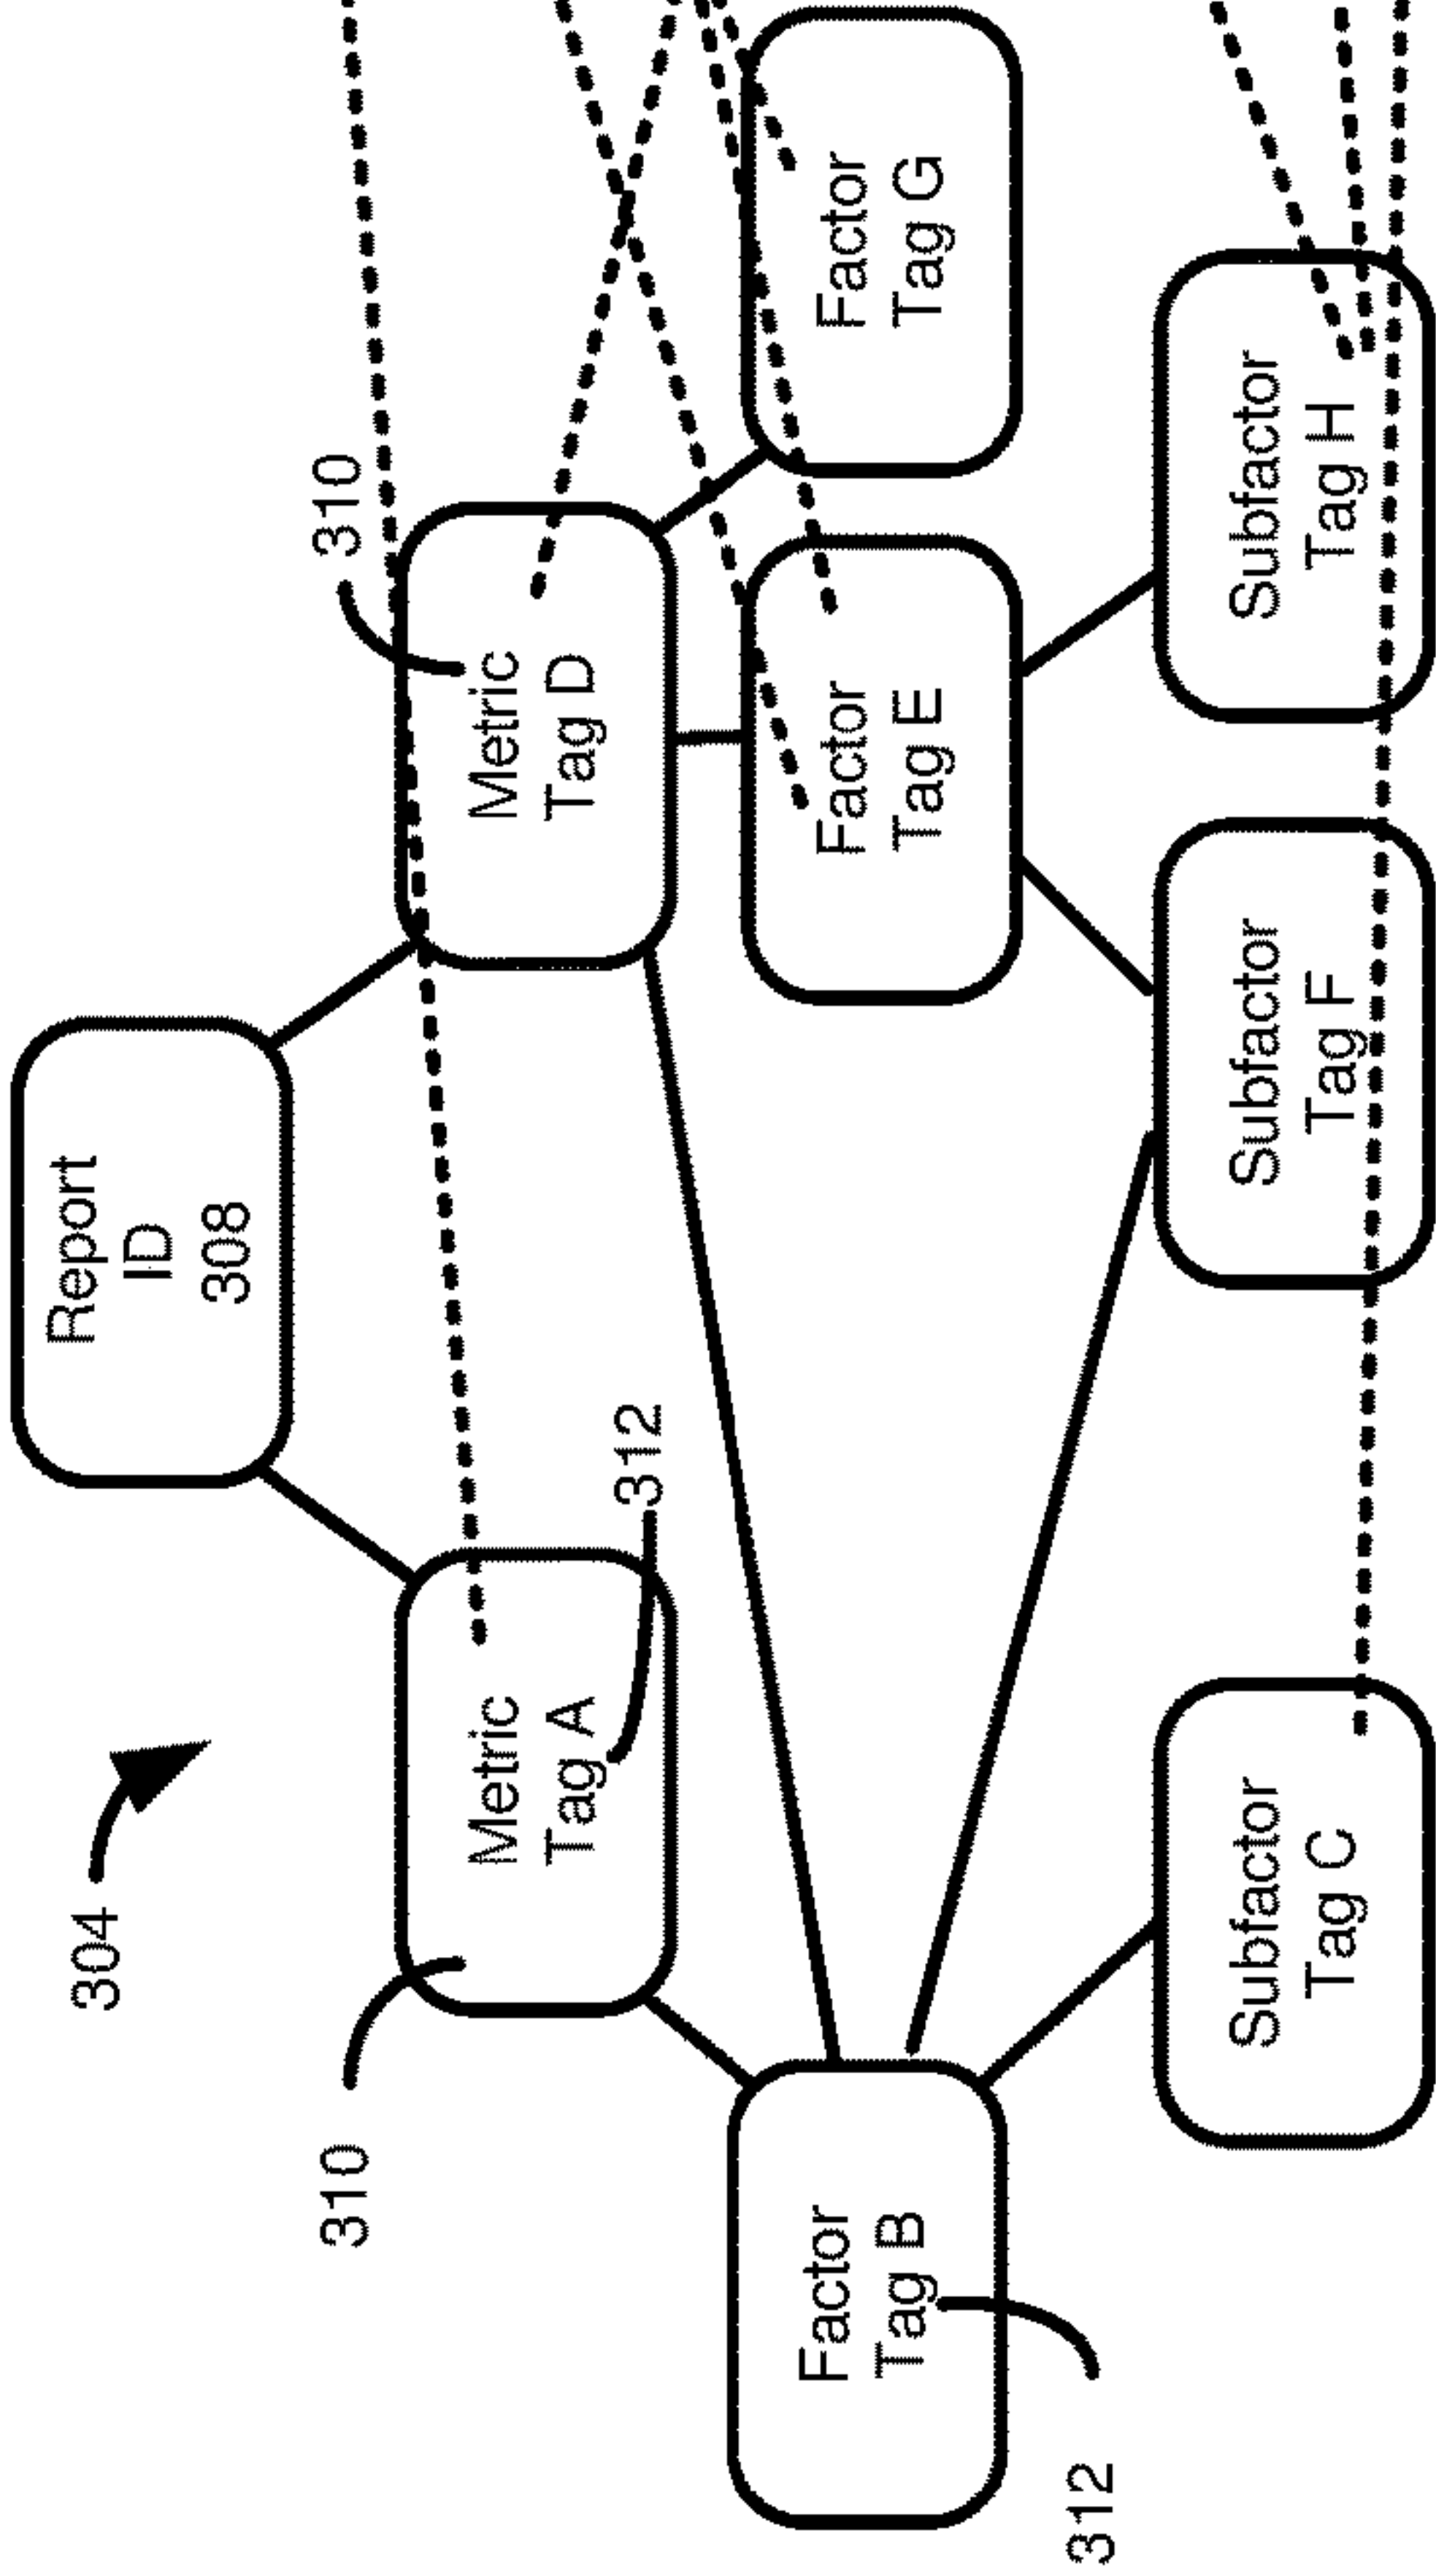 304
Report
ID
308
310
Metric
Tag A
312
310
Metric
Tag D
Factor
Tag B
312
Factor
Tag E
Factor
Tag G
Subfactor
Tag C
Subfactor
Tag F
Subfactor
Tag H